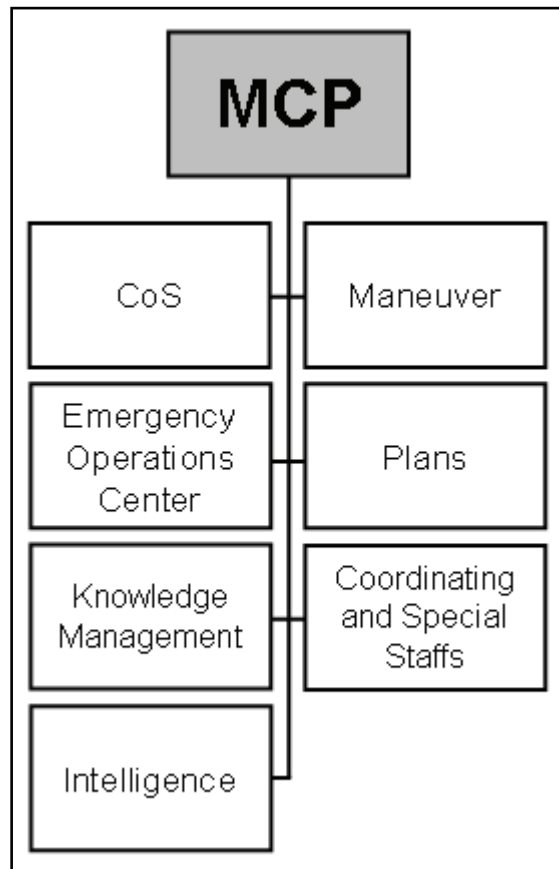 MCP
CoS
Maneuver
Emergency
Operations
Center
Plans
Knowledge
Management
Coordinating
and Special
Staffs
Intelligence